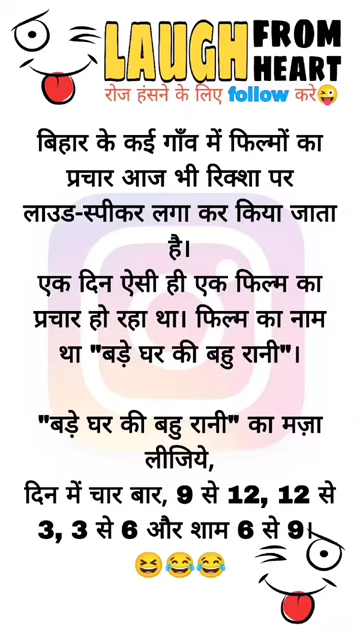 LAUGH FROM
HEART
रोज हंसने के लिए follow करे😜
बिहार के कई गाँव में फिल्मों का
प्रचार आज भी रिक्शा पर
लाउड-स्पीकर लगा कर किया जाता
है।
एक दिन ऐसी ही एक फिल्म का
प्रचार हो रहा था। फिल्म का नाम
था "बड़े घर की बहु रानी"।
"बड़े घर की बहु रानी" का मज़ा
लीजिये,
दिन में चार बार, 9 से 12, 12 से
3, 3 से 6 और शाम 6 से 9।
😆😂😂